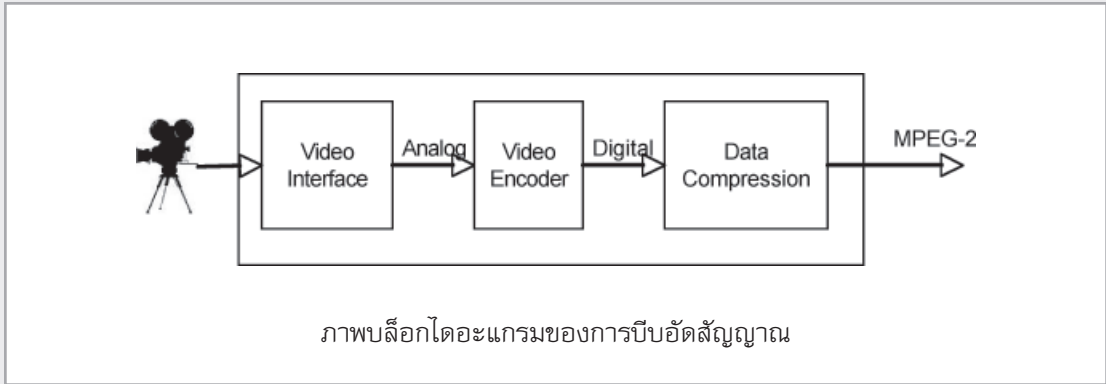 Video
Interface
Analog
Video
Encoder
Digital
Data
Compression
MPEG-2
ภาพบล็อกไดอะแกรมของการบีบอัดสัญญาณ